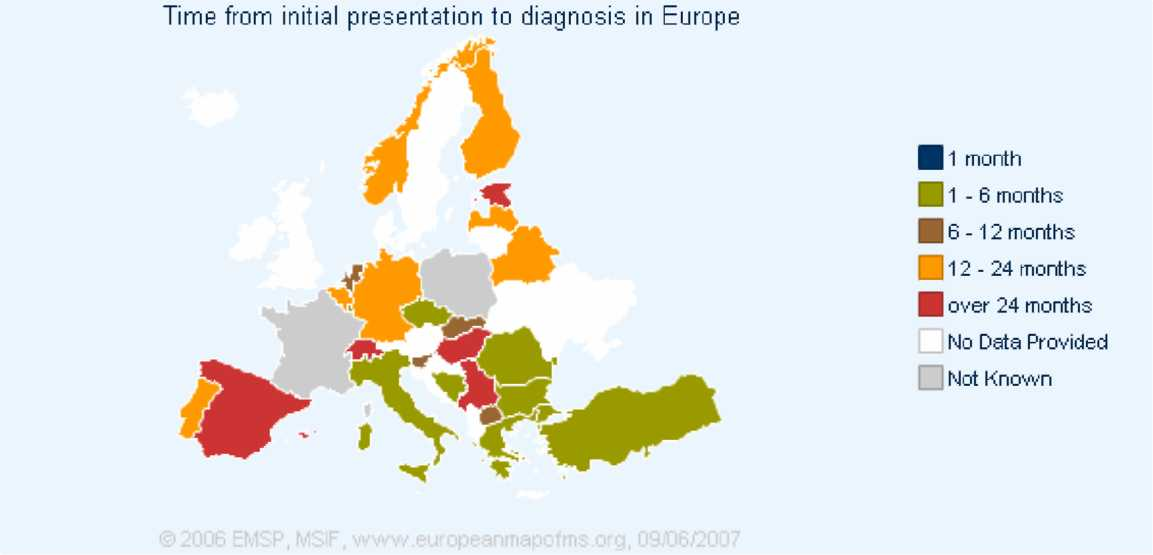 Time from initial presentation to diagnosis in Europe
1 month
1 - 6 months
6 - 12 months
12 - 24 months
over 24 months
No Data Provided
Not Known
© 2006 EMSP, MSIF, www.europeanmapofms.org, 09/06/2007